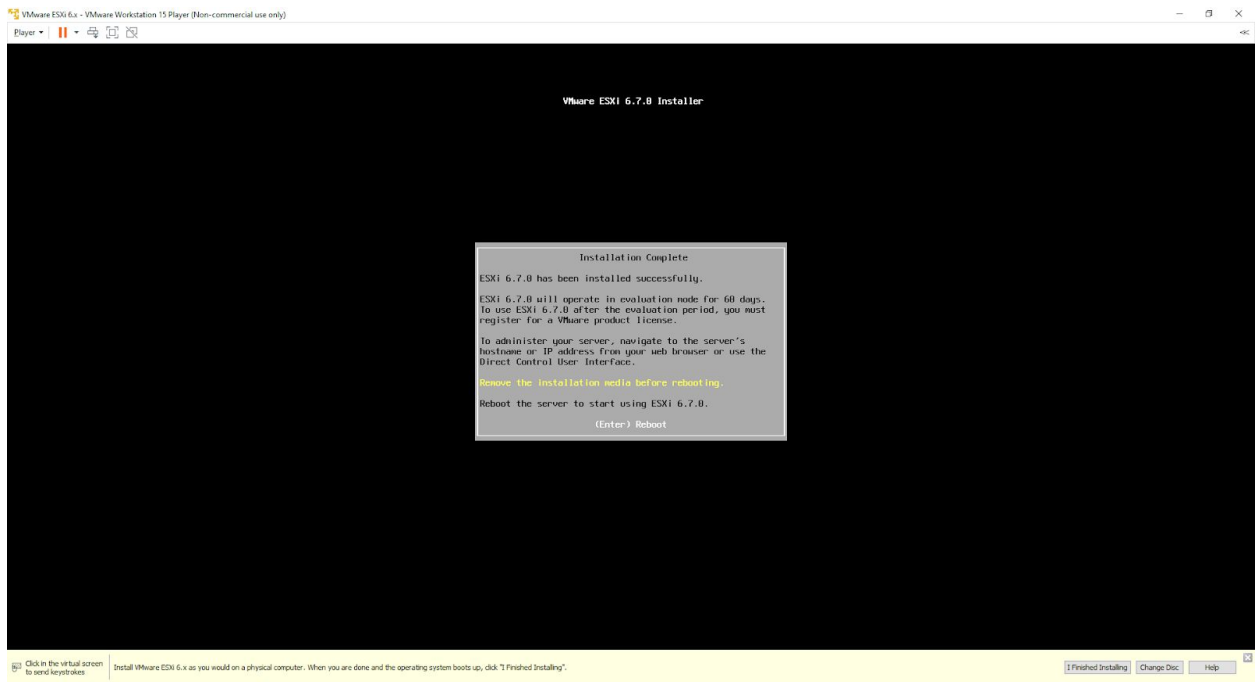 VMware ESXi 6.x - VMware Workstation 15 Player (Non-commercial use only)
Player
VMware ESXi 6.7.0 Installer
Installation Complete
ESXi 6.7.0 has been installed successfully.
ESXi 6.7.0 will operate in evaluation mode for 60 days.
To use ESXi 6.7.0 after the evaluation period, you must
register for a VMware product license.
To administer your server, navigate to the server's
hostname or IP address from your web browser or use the
Direct Control User Interface.
Remove the installation media before rebooting.
Reboot the server to start using ESXi 6.7.0.
(Enter) Reboot
Click in the virtual screen
to send keystrokes
Install VMware ESXi 6.x as you would on a physical computer. When you are done and the operating system boots up, click "I Finished Installing".
I Finished Installing
Change Disc
Help